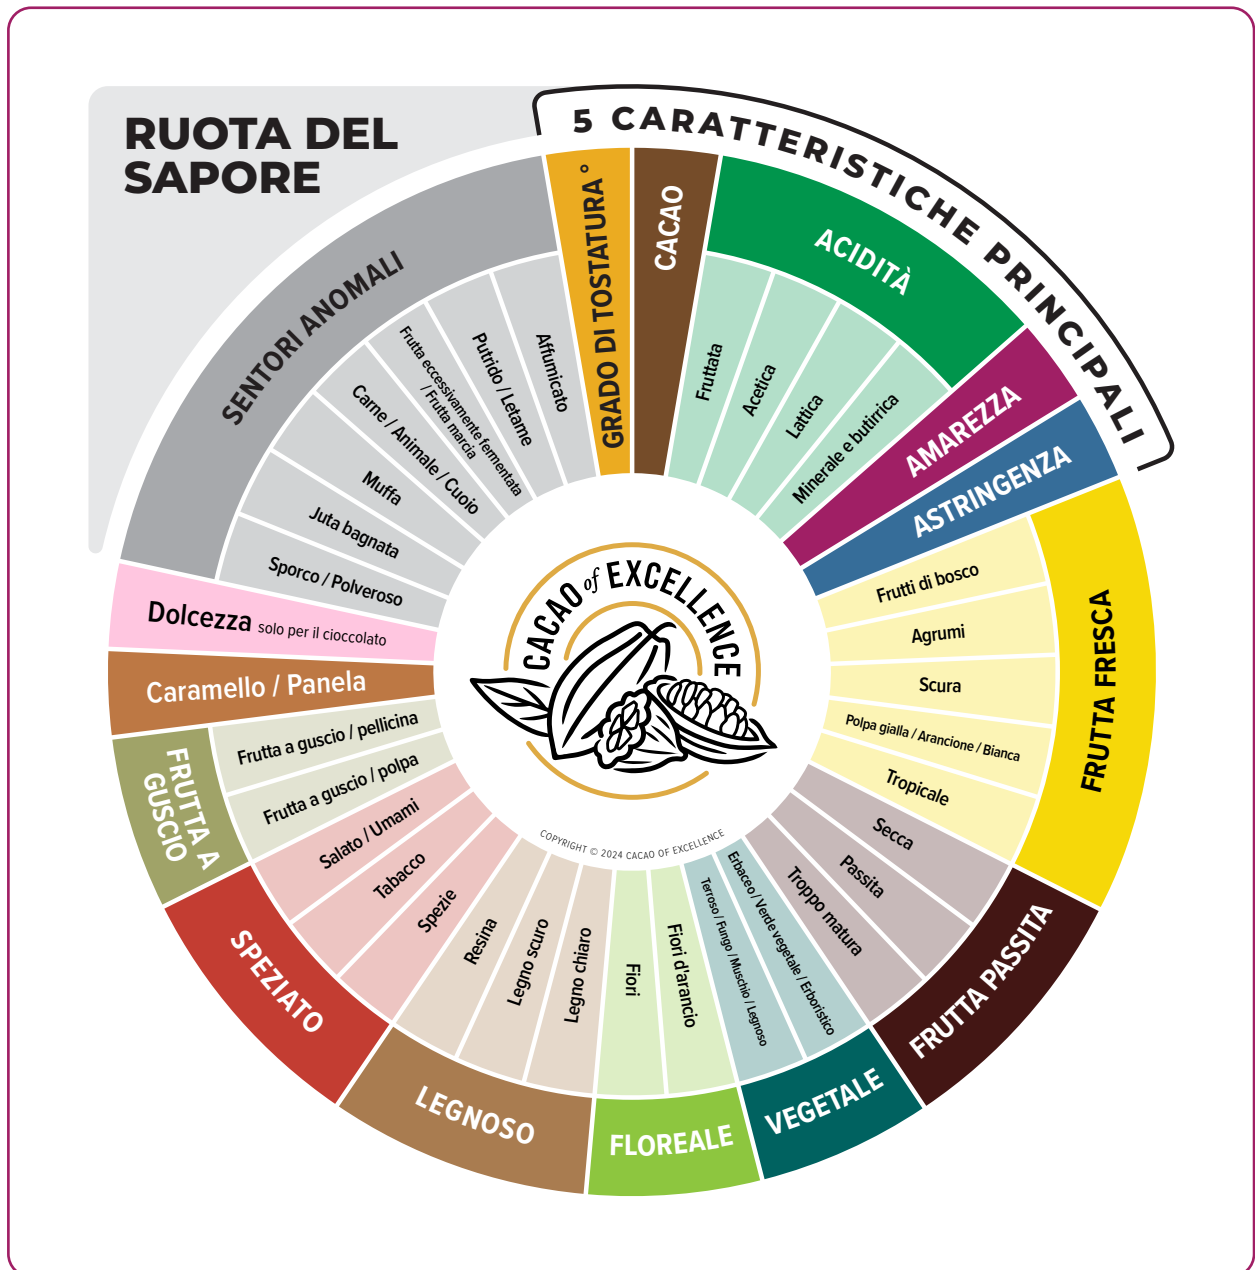 RUOTA DEL
SAPORE
5 CARATTERISTICHE PRINCIPALI
GRADO DI TOSTATURA °
CACAO
ACIDITÀ
Fruttata
Acetica
Lattica
Minerale e butirrica
AMAREZZA
ASTRINGENZA
FRUTTA FRESCA
Frutti di bosco
Agrumi
Scura
Polpa gialla / Arancione / Bianca
Tropicale
FRUTTA PASSITA
Secca
Passita
Troppo matura
VEGETALE
Erbaceo / Verde vegetale / Erboristico
Terroso / Fungo / Muschio / Legnoso
FLOREALE
Fiori d'arancio
Fiori
LEGNOSO
Legno chiaro
Legno scuro
Resina
SPEZIATO
Spezie
Tabacco
Salato / Umami
FRUTTA A
GUSCIO
Frutta a guscio / polpa
Frutta a guscio / pellicina
Caramello / Panela
Dolcezza solo per il cioccolato
SENTORI ANOMALI
Sporco / Polveroso
Juta bagnata
Muffa
Carne / Animale / Cuoio
Frutta eccessivamente fermentata
/ Frutta marcia
Putrido / Letame
Affumicato
CACAO of EXCELLENCE
COPYRIGHT © 2024 CACAO OF EXCELLENCE